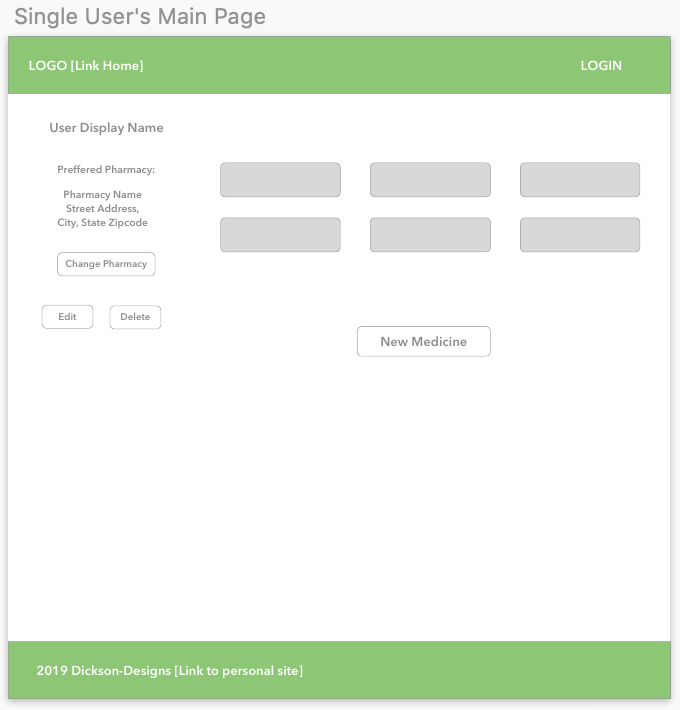 Single User's Main Page
LOGO [Link Home]
LOGIN
User Display Name
Preffered Pharmacy:
Pharmacy Name
Street Address,
City, State Zipcode
Change Pharmacy
Edit
Delete
New Medicine
2019 Dickson-Designs [Link to personal site]